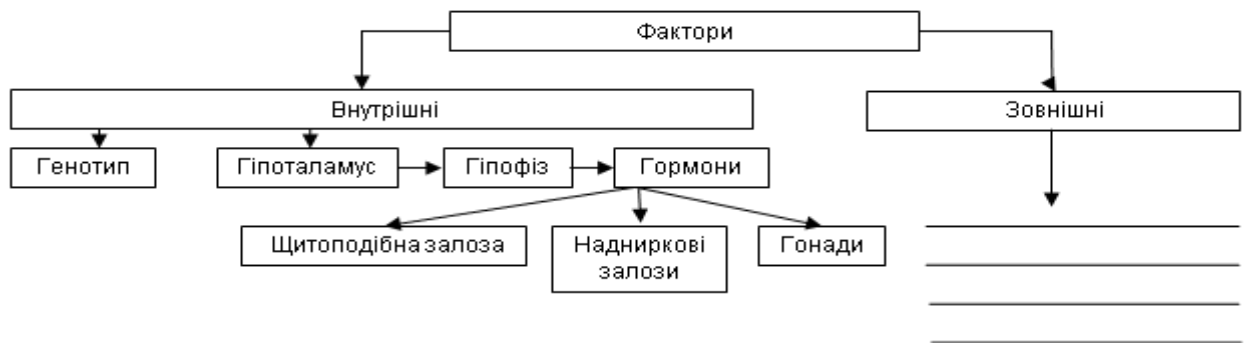 Фактори
Внутрішні
Зовнішні
Генотип
Гіпоталамус
Гіпофіз
Гормони
Щитоподібна залоза
Надниркові
залози
Гонади